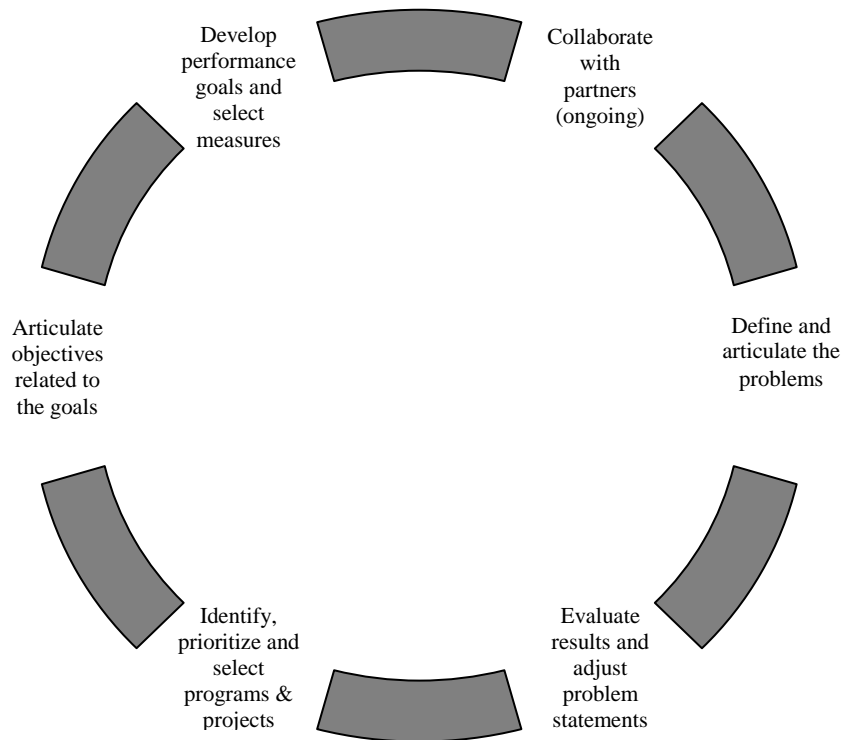 Develop
performance
goals and
select
measures
Collaborate
with
partners
(ongoing)
Articulate
objectives
related to
the goals
Define and
articulate the
problems
Identify,
prioritize and
select
programs &
projects
Evaluate
results and
adjust
problem
statements